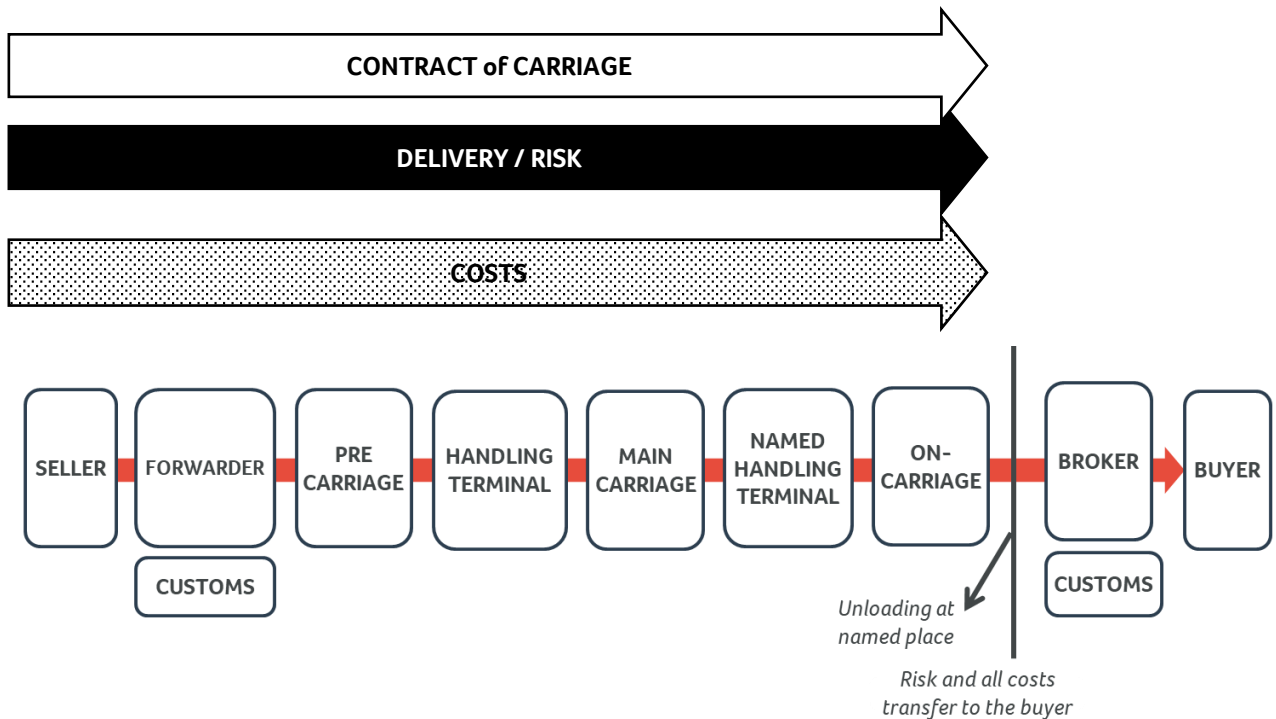 CONTRACT of CARRIAGE
DELIVERY / RISK
COSTS
SELLER
FORWARDER
CUSTOMS
PRE
CARRIAGE
HANDLING
TERMINAL
MAIN
CARRIAGE
NAMED
HANDLING
TERMINAL
ON-
CARRIAGE
BROKER
CUSTOMS
BUYER
Unloading at
named place
Risk and all costs
transfer to the buyer